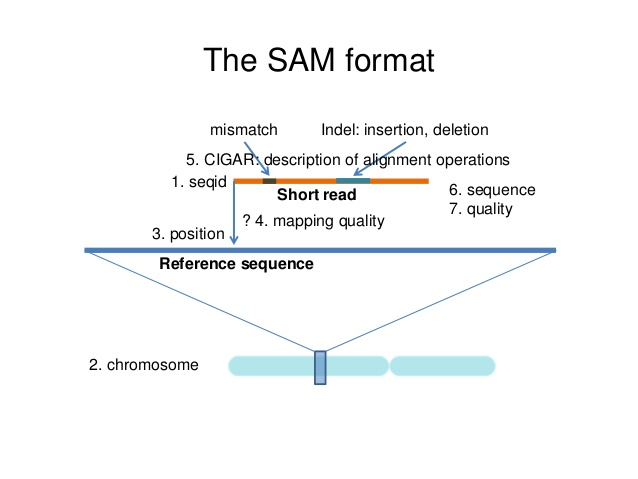 The SAM format
mismatch
Indel: insertion, deletion
5. CIGAR: description of alignment operations
1. seqid
Short read
6. sequence
7. quality
? 4. mapping quality
3. position
Reference sequence
2. chromosome